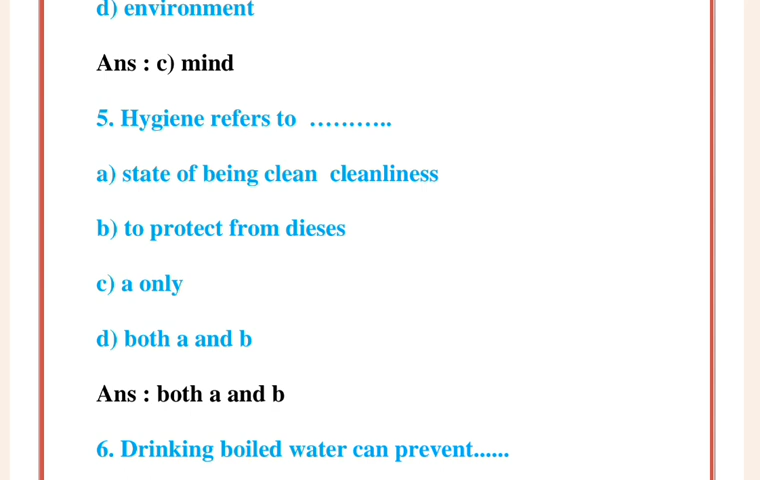 d) environment
Ans : c) mind
5. Hygiene refers to ………..
a) state of being clean  cleanliness
b) to protect from dieses
c) a only
d) both a and b
Ans : both a and b
6. Drinking boiled water can prevent......